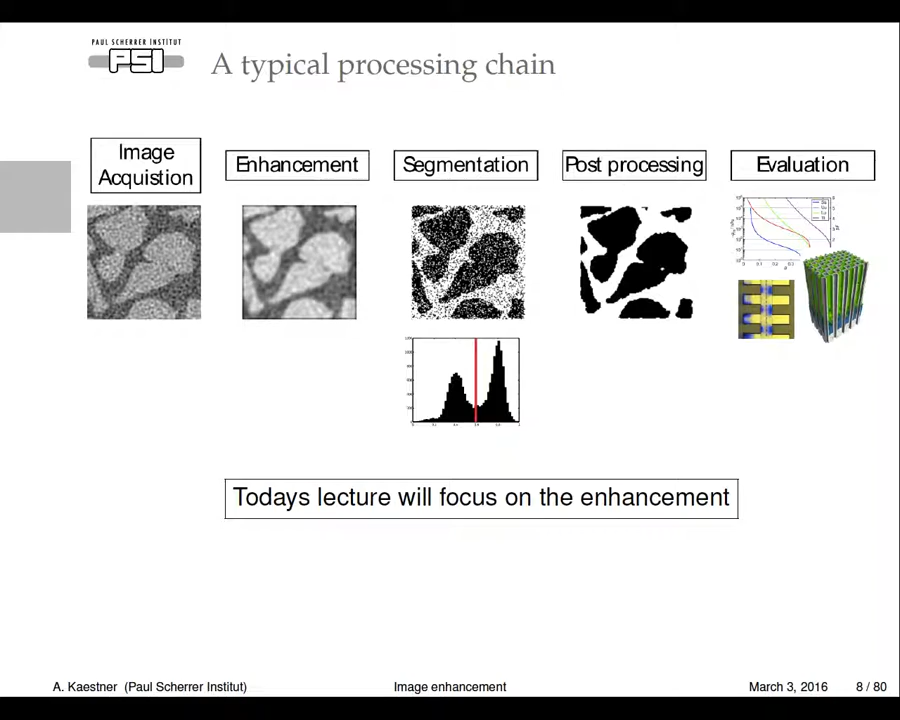 PAUL SCHERRER INSTITUT
PSI
A typical processing chain
Image
Acquistion
Enhancement
Segmentation
Post processing
Evaluation
Todays lecture will focus on the enhancement
A. Kaestner (Paul Scherrer Institut)
Image enhancement
March 3, 2016
8 / 80